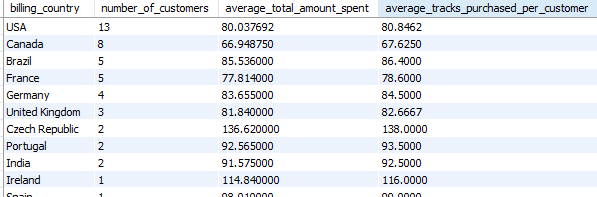 billing_country number_of_customers average_total_amount_spent average_tracks_purchased_per_customer
USA 13 80.037692 80.8462
Canada 8 66.948750 67.6250
Brazil 5 85.536000 86.4000
France 5 77.814000 78.6000
Germany 4 83.655000 84.5000
United Kingdom 3 81.840000 82.6667
Czech Republic 2 136.620000 138.0000
Portugal 2 92.565000 93.5000
India 2 91.575000 92.5000
Ireland 1 114.840000 116.0000